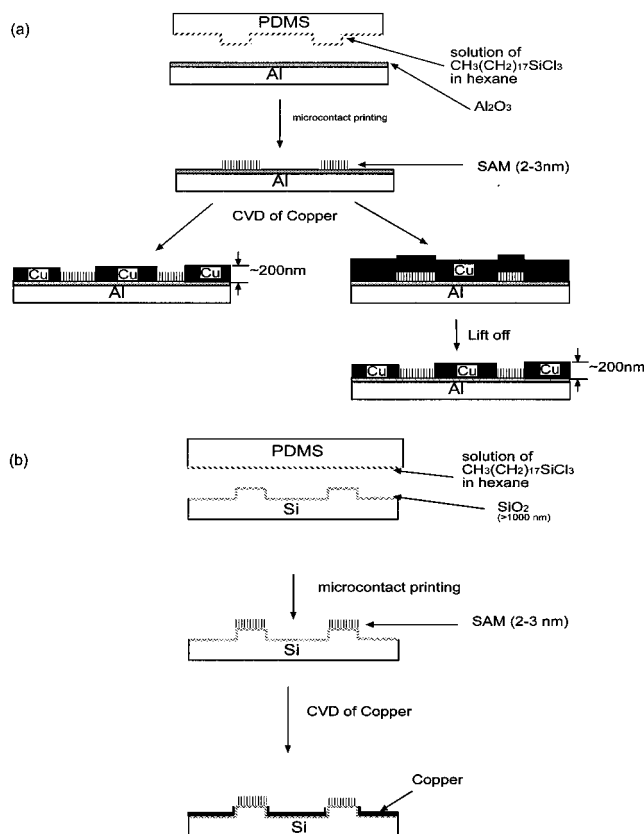 (a)
PDMS
solution of
CH3(CH2)17SiCl3
in hexane
Al
Al2O3
microcontact printing
SAM (2-3nm)
Al
CVD of Copper
Cu Cu Cu
~200nm
Al
Cu
Al
Lift off
Cu Cu Cu
~200nm
Al
(b)
PDMS
solution of
CH3(CH2)17SiCl3
in hexane
Si
SiO2
(>1000 nm)
microcontact printing
SAM (2-3 nm)
Si
CVD of Copper
Copper
Si